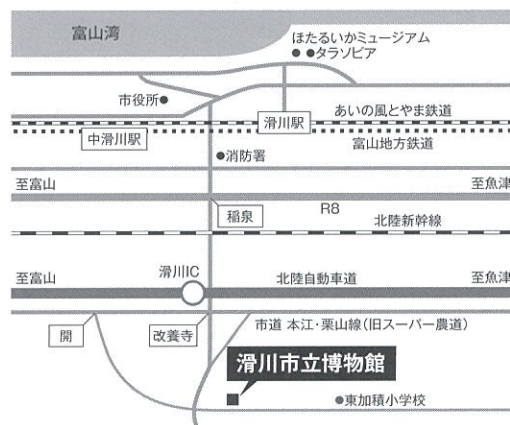 富山湾
ほたるいかミュージアム
タラソピア
市役所
滑川駅
あいの風とやま鉄道
中滑川駅
富山地方鉄道
消防署
至富山
至魚津
稲泉
R8
北陸新幹線
滑川IC
至富山
北陸自動車道
至魚津
開
改養寺
市道 本江・栗山線(旧スーパー農道)
滑川市立博物館
東加積小学校